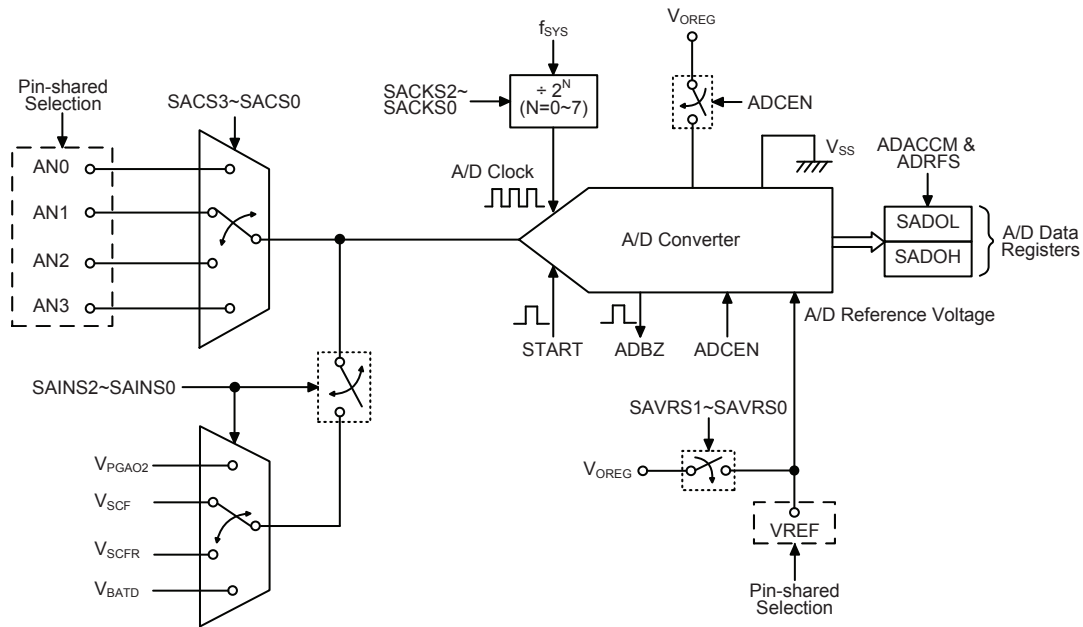 Pin-shared
Selection
SACS3~SACS0
AN0
AN1
AN2
AN3
fSYS
SACKS2~
SACKS0
÷ 2^N
(N=0~7)
A/D Clock
VOREG
ADCEN
VSS
ADACCM &
ADRFS
A/D Converter
SADOL
SADOH
A/D Data
Registers
START
ADBZ
ADCEN
A/D Reference Voltage
SAINS2~SAINS0
VPGAO2
VSCF
VSCFR
VBATD
SAVRS1~SAVRS0
VOREG
VREF
Pin-shared
Selection